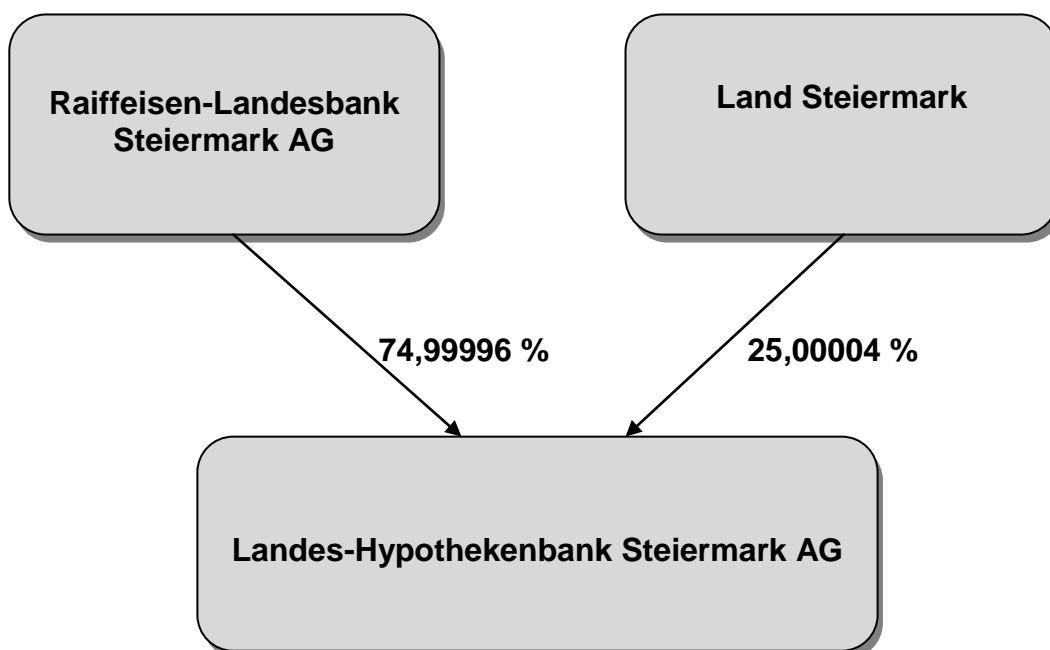 Raiffeisen-Landesbank
Steiermark AG
Land Steiermark
74,99996 %
25,00004 %
Landes-Hypothekenbank Steiermark AG